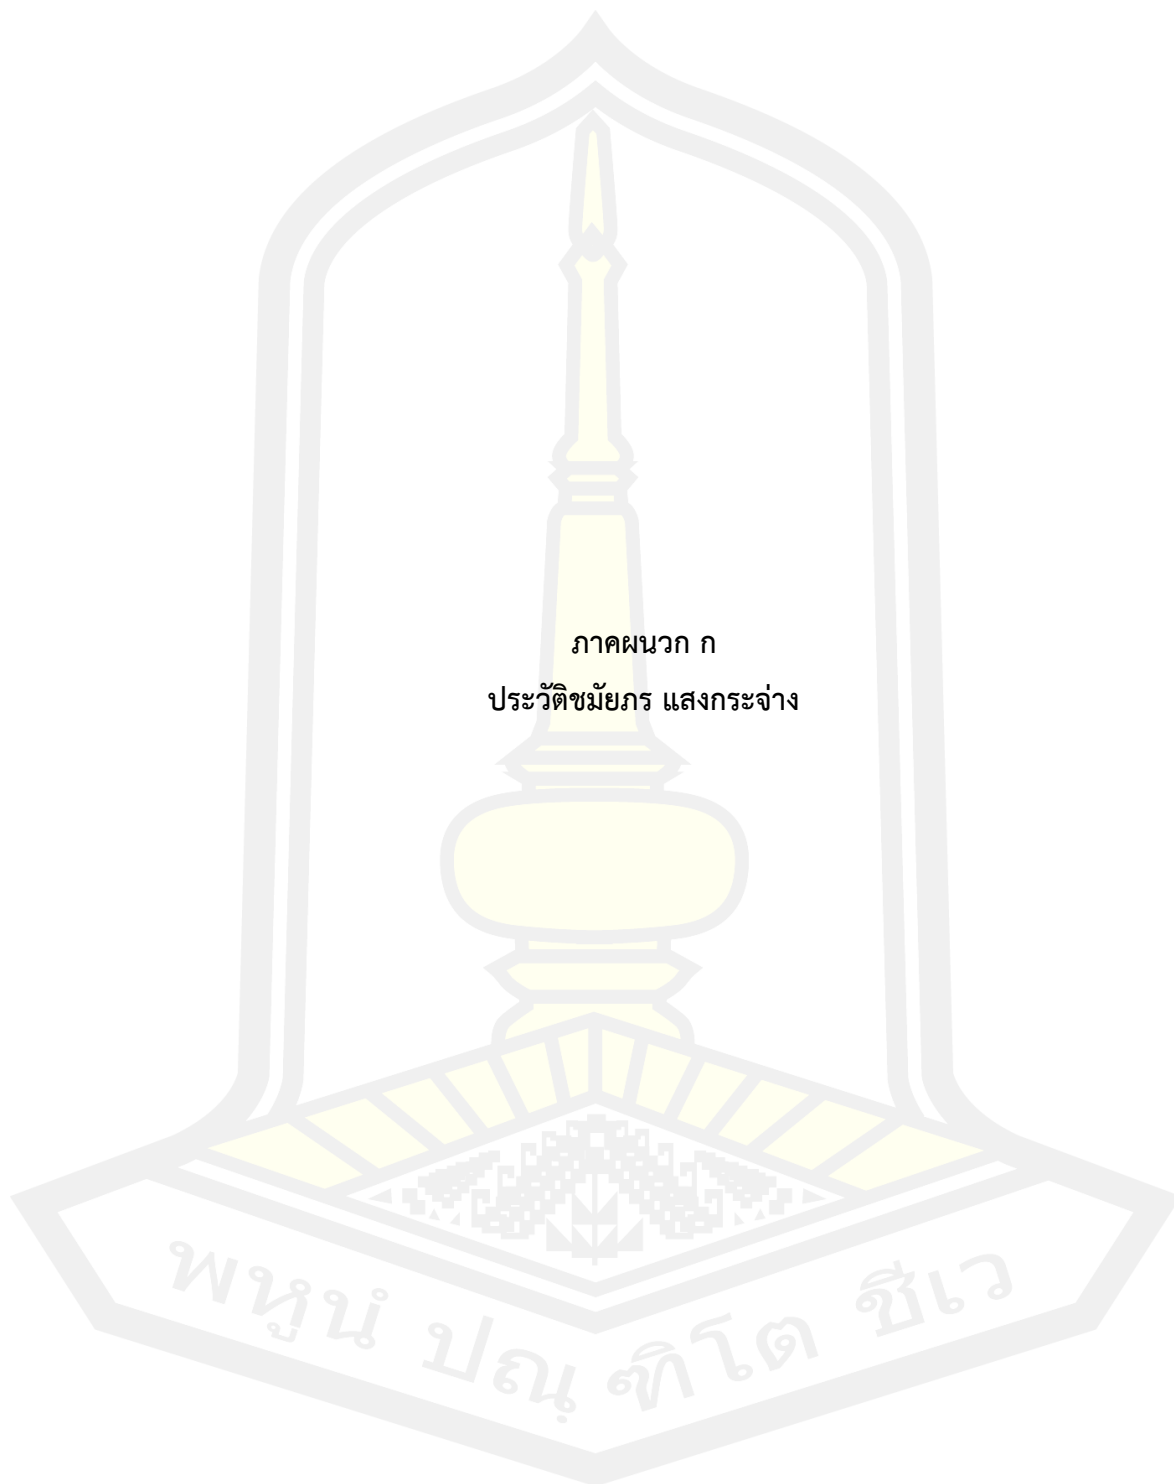 ภาคผนวก ก
ประวัติชมัยภร แสงกระจ่าง
พหูนํ ปณฺฑิโต ชีเว